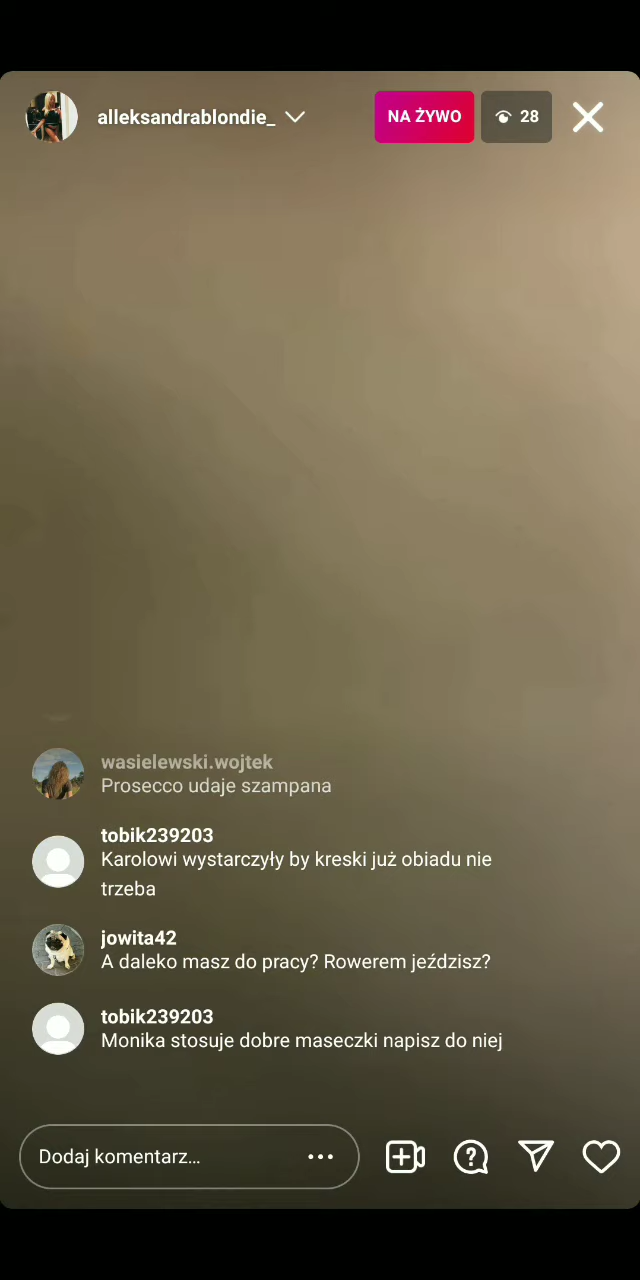 alleksandrablondie_
NA ŻYWO
28
wasielewski.wojtek
Prosecco udaje szampana
tobik239203
Karolowi wystarczyły by kreski już obiadu nie
trzeba
jowita42
A daleko masz do pracy? Rowerem jeździsz?
tobik239203
Monika stosuje dobre maseczki napisz do niej
Dodaj komentarz...